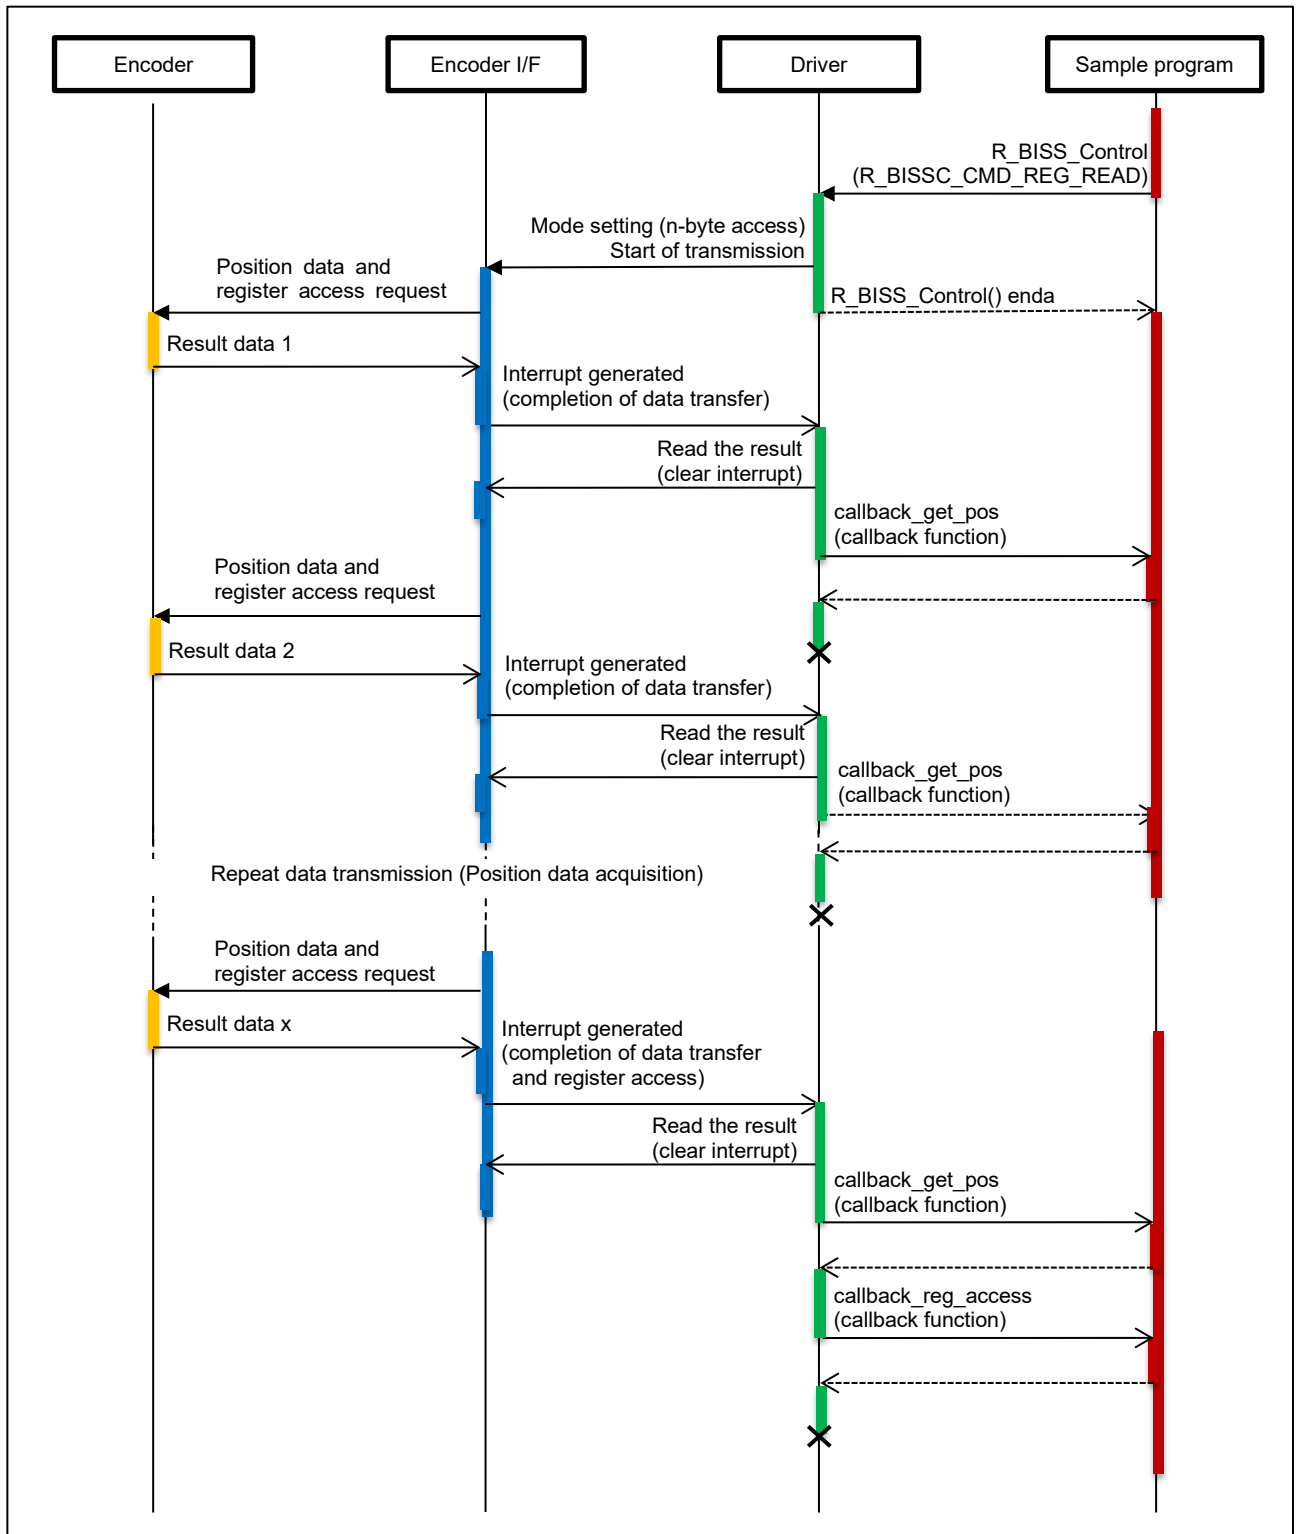 Encoder
Encoder I/F
Driver
Sample program
R_BISS_Control
(R_BISSC_CMD_REG_READ)
Mode setting (n-byte access)
Start of transmission
Position data and
register access request
R_BISS_Control() enda
Result data 1
Interrupt generated
(completion of data transfer)
Read the result
(clear interrupt)
callback_get_pos
(callback function)
Position data and
register access request
Result data 2
Interrupt generated
(completion of data transfer)
Read the result
(clear interrupt)
callback_get_pos
(callback function)
Repeat data transmission (Position data acquisition)
Position data and
register access request
Result data x
Interrupt generated
(completion of data transfer
and register access)
Read the result
(clear interrupt)
callback_get_pos
(callback function)
callback_reg_access
(callback function)